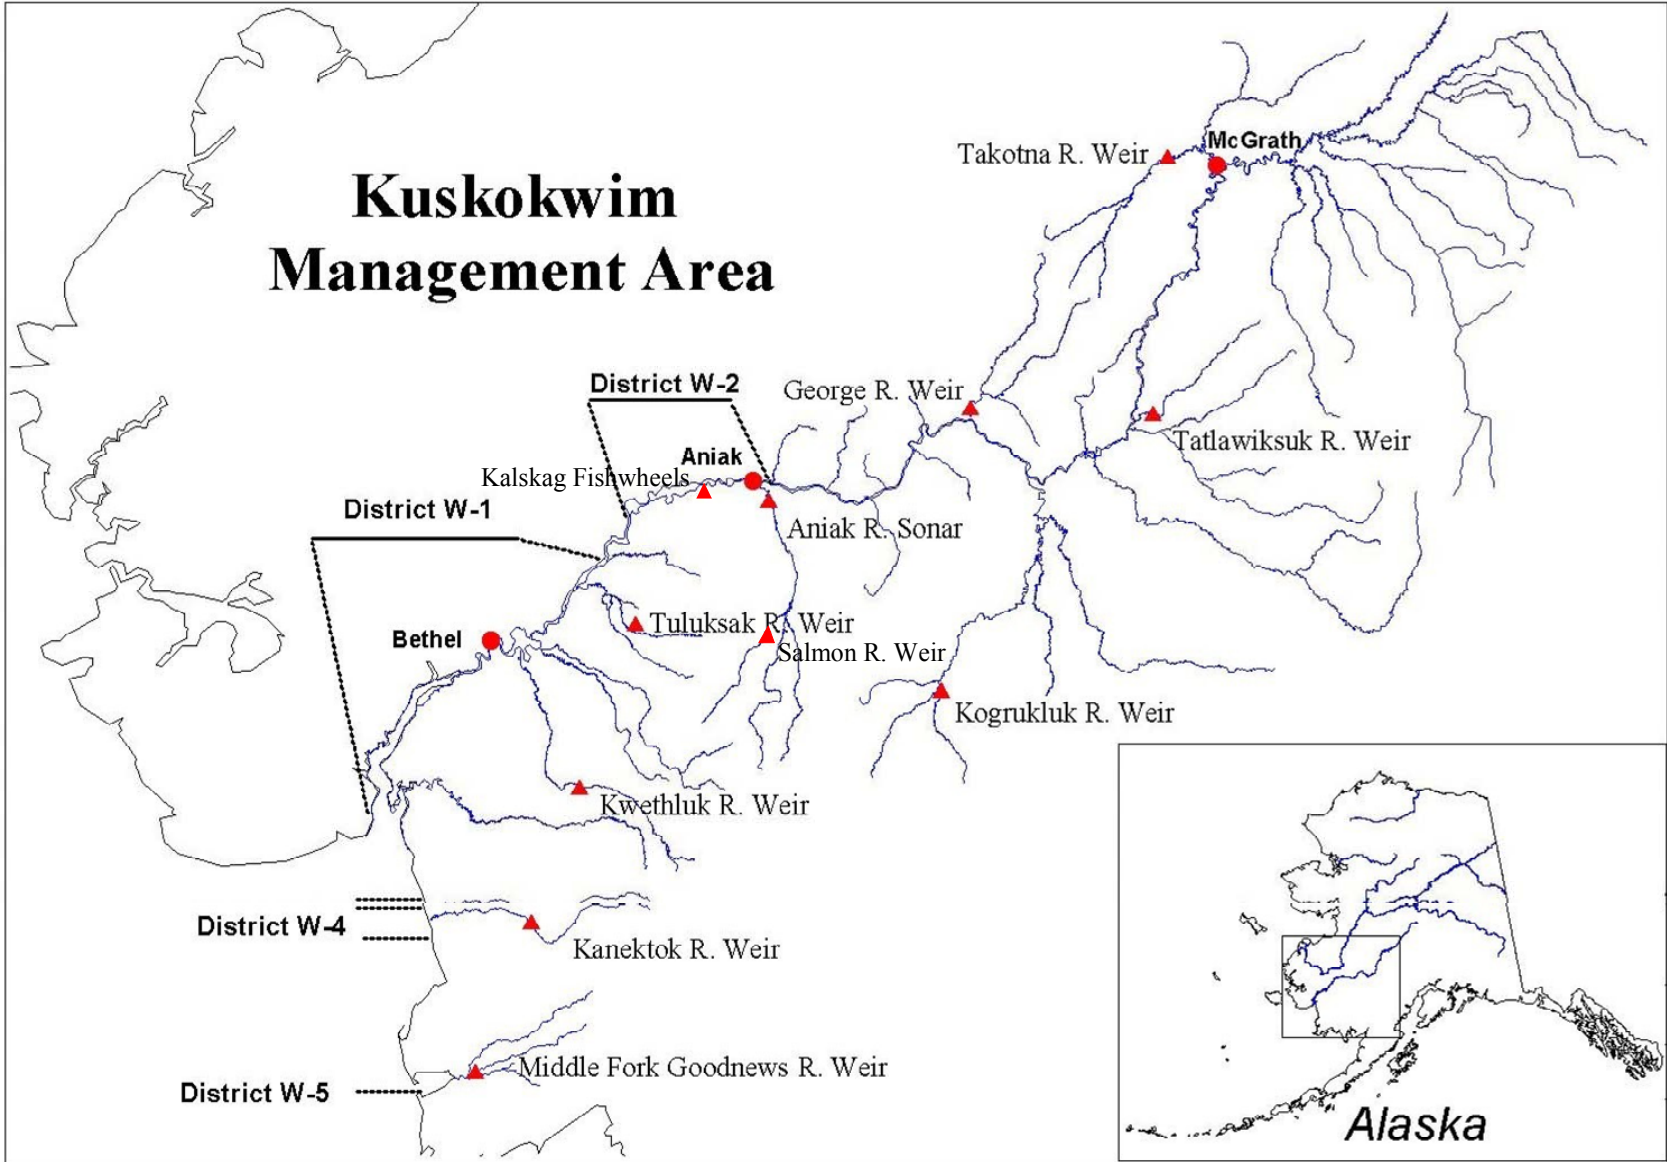 Kuskokwim
Management Area
Takotna R. Weir
McGrath
District W-2
George R. Weir
Tatlawiksuk R. Weir
Aniak
Kalskag Fishwheels
District W-1
Aniak R. Sonar
Tuluksak R. Weir
Bethel
Salmon R. Weir
Kogrukluk R. Weir
Kwethluk R. Weir
District W-4
Kanektok R. Weir
Middle Fork Goodnews R. Weir
District W-5
Alaska